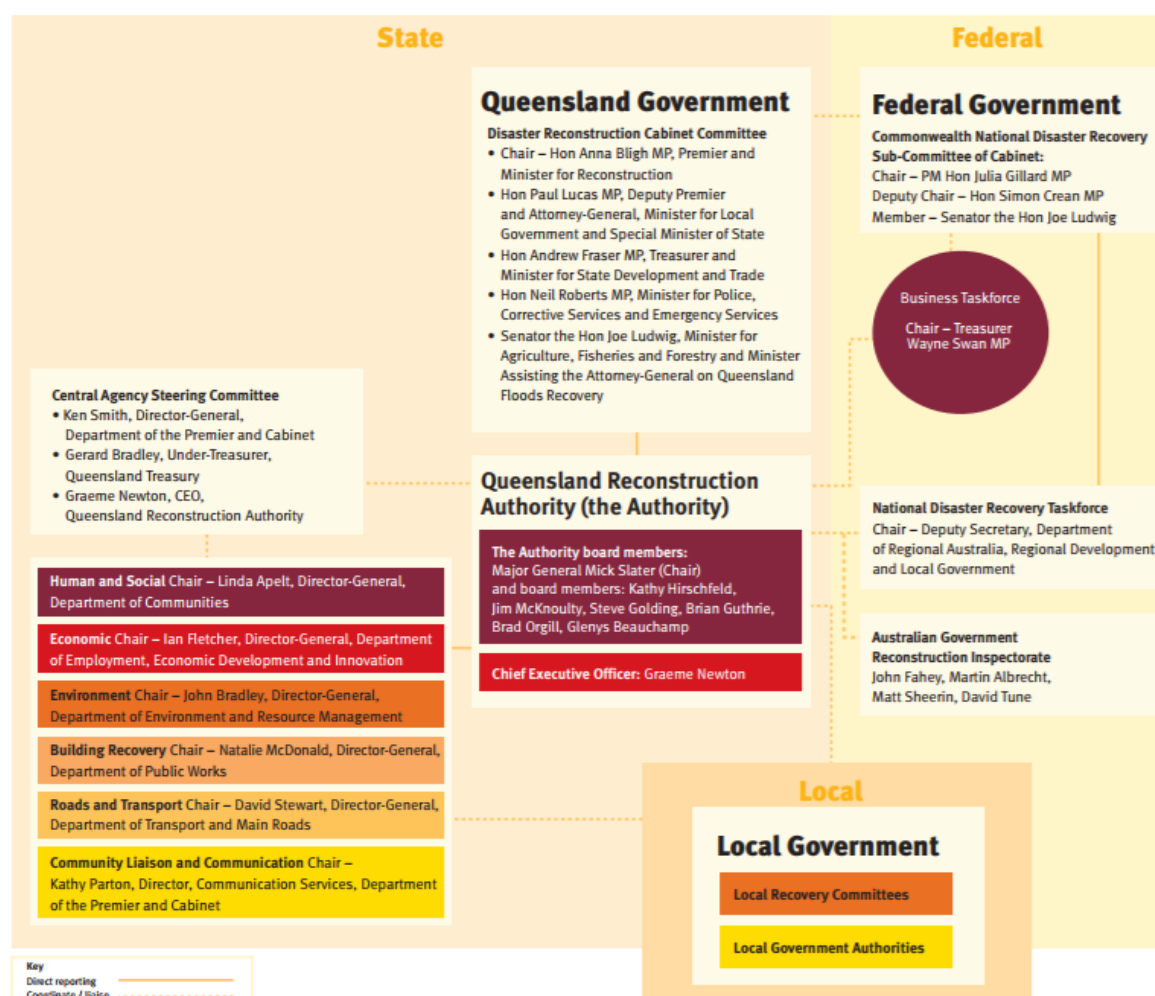 State
Federal
Queensland Government
Disaster Reconstruction Cabinet Committee
• Chair – Hon Anna Bligh MP, Premier and
Minister for Reconstruction
• Hon Paul Lucas MP, Deputy Premier
and Attorney-General, Minister for Local
Government and Special Minister of State
• Hon Andrew Fraser MP, Treasurer and
Minister for State Development and Trade
• Hon Neil Roberts MP, Minister for Police,
Corrective Services and Emergency Services
• Senator the Hon Joe Ludwig, Minister for
Agriculture, Fisheries and Forestry and Minister
Assisting the Attorney-General on Queensland
Floods Recovery
Federal Government
Commonwealth National Disaster Recovery
Sub-Committee of Cabinet:
Chair – PM Hon Julia Gillard MP
Deputy Chair – Hon Simon Crean MP
Member – Senator the Hon Joe Ludwig
Business Taskforce
Chair – Treasurer
Wayne Swan MP
Central Agency Steering Committee
• Ken Smith, Director-General,
Department of the Premier and Cabinet
• Gerard Bradley, Under-Treasurer,
Queensland Treasury
• Graeme Newton, CEO,
Queensland Reconstruction Authority
Queensland Reconstruction
Authority (the Authority)
The Authority board members:
Major General Mick Slater (Chair)
and board members: Kathy Hirschfeld,
Jim McKnoulty, Steve Golding, Brian Guthrie,
Brad Orgill, Glenys Beauchamp
Chief Executive Officer: Graeme Newton
National Disaster Recovery Taskforce
Chair – Deputy Secretary, Department
of Regional Australia, Regional Development
and Local Government
Australian Government
Reconstruction Inspectorate
John Fahey, Martin Albrecht,
Matt Sheerin, David Tune
Human and Social Chair – Linda Apelt, Director-General,
Department of Communities
Economic Chair – Ian Fletcher, Director-General, Department
of Employment, Economic Development and Innovation
Environment Chair – John Bradley, Director-General,
Department of Environment and Resource Management
Building Recovery Chair – Natalie McDonald, Director-General,
Department of Public Works
Roads and Transport Chair – David Stewart, Director-General,
Department of Transport and Main Roads
Community Liaison and Communication Chair –
Kathy Parton, Director, Communication Services, Department
of the Premier and Cabinet
Local
Local Government
Local Recovery Committees
Local Government Authorities
Key
Direct reporting
Coordinate / liaise